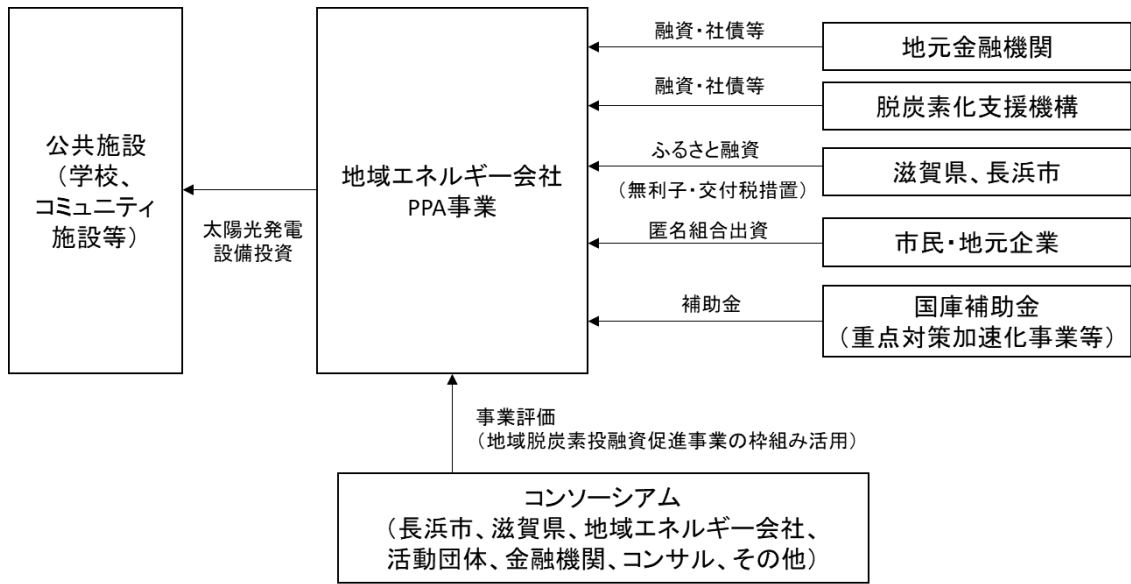 公共施設
（学校、
コミュニティ
施設等）
太陽光発電
設備投資
地域エネルギー会社
PPA事業
融資・社債等
地元金融機関
融資・社債等
脱炭素化支援機構
ふるさと融資
（無利子・交付税措置）
滋賀県、長浜市
匿名組合出資
市民・地元企業
補助金
国庫補助金
（重点対策加速化事業等）
事業評価
（地域脱炭素投融資促進事業の枠組み活用）
コンソーシアム
（長浜市、滋賀県、地域エネルギー会社、
活動団体、金融機関、コンサル、その他）